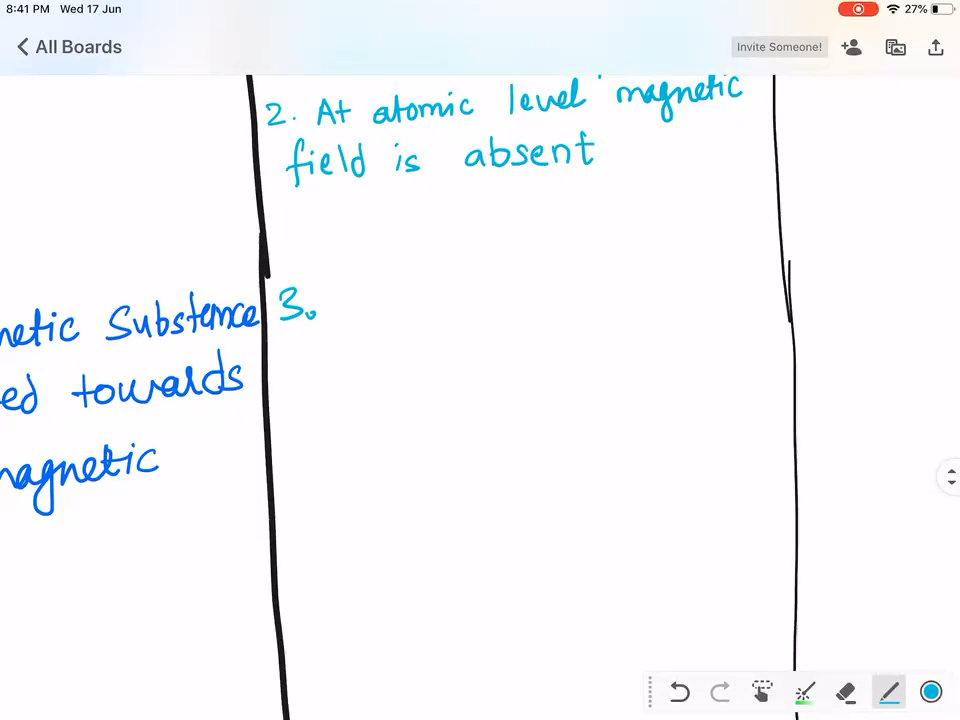 8:41 PM Wed 17 Jun
27%
All Boards
Invite Someone!
2. At atomic level magnetic
field is absent
netic Substence
3.
ed towards
magnetic